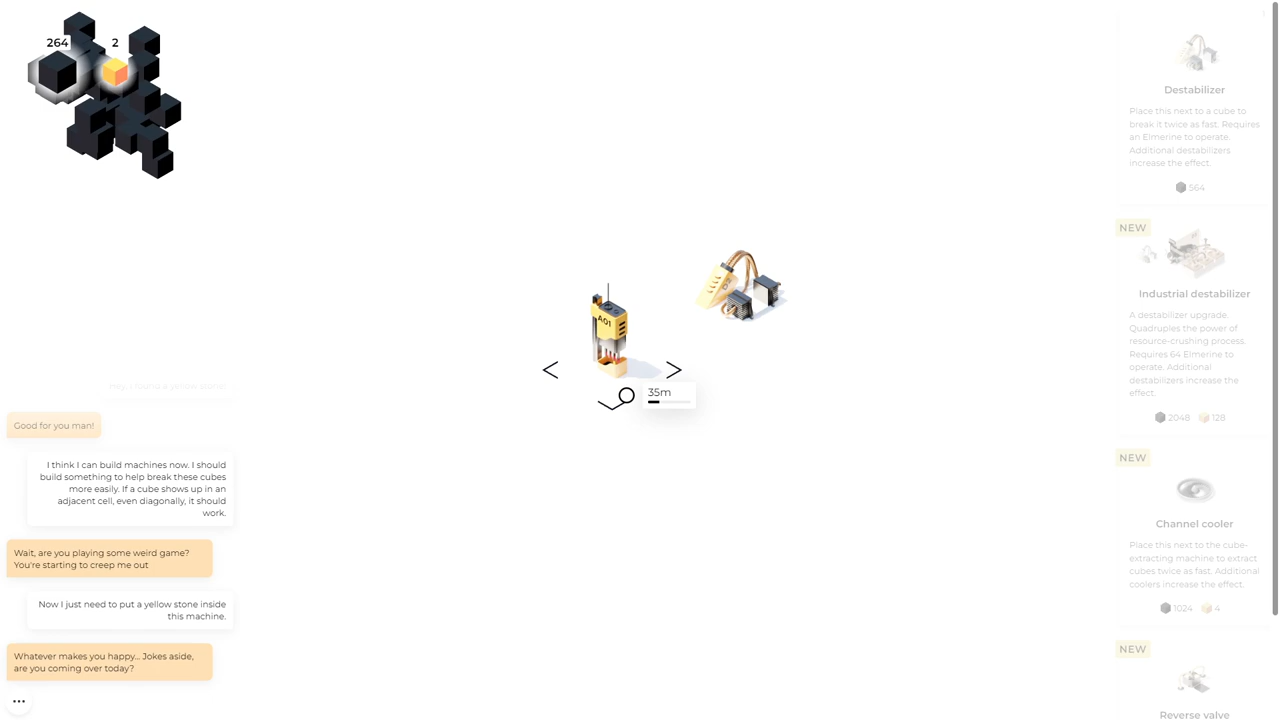 264
2
Hey, I found a yellow stone!
Good for you man!
I think I can build machines now. I should
build something to help break these cubes
more easily. If a cube shows up in an
adjacent cell, even diagonally, it should
work.
Wait, are you playing some weird game?
You're starting to creep me out
Now I just need to put a yellow stone inside
this machine.
Whatever makes you happy... Jokes aside,
are you coming over today?
A01
35m
Destabilizer
Place this next to a cube to
break it twice as fast. Requires
an Elmerine to operate.
Additional destabilizers
increase the effect.
564
NEW
Industrial destabilizer
A destabilizer upgrade.
Quadruples the power of
resource-crushing process.
Requires 64 Elmerine to
operate. Additional
destabilizers increase the
effect.
2048 128
NEW
Channel cooler
Place this next to the cube-
extracting machine to extract
cubes twice as fast. Additional
coolers increase the effect.
1024 4
NEW
Reverse valve